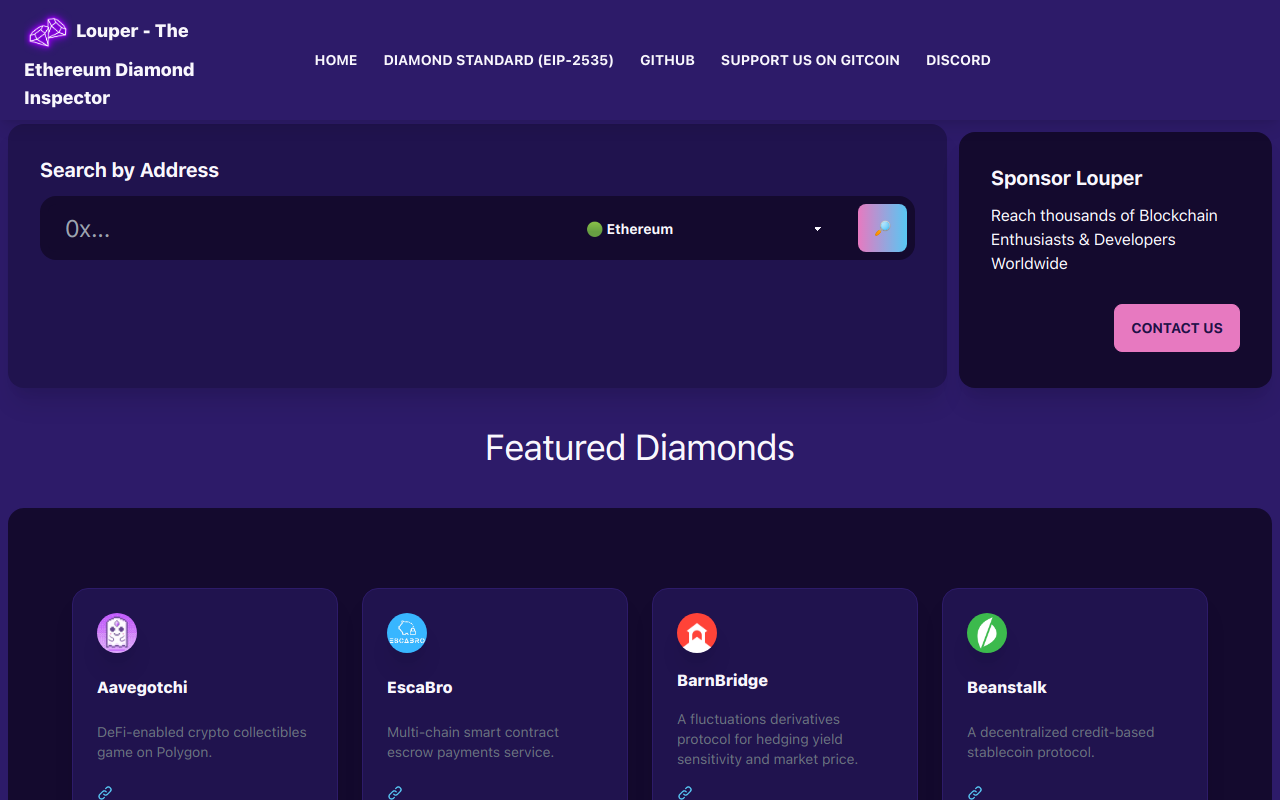 Louper - The
Ethereum Diamond
Inspector
HOME
DIAMOND STANDARD (EIP-2535)
GITHUB
SUPPORT US ON GITCOIN
DISCORD
Search by Address
0x...
Ethereum
Sponsor Louper
Reach thousands of Blockchain
Enthusiasts & Developers
Worldwide
CONTACT US
Featured Diamonds
Aavegotchi
DeFi-enabled crypto collectibles
game on Polygon.
ESCABRO
EscaBro
Multi-chain smart contract
escrow payments service.
BarnBridge
A fluctuations derivatives
protocol for hedging yield
sensitivity and market price.
Beanstalk
A decentralized credit-based
stablecoin protocol.